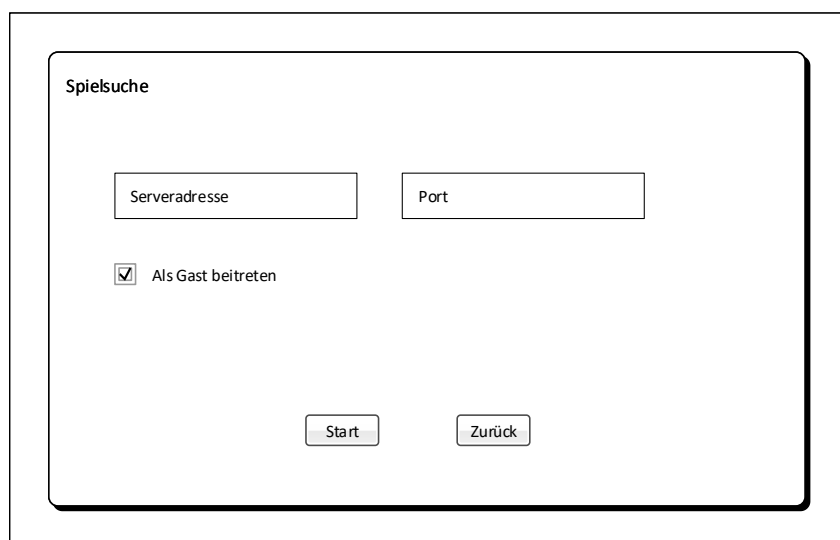 Spielsuche
Serveradresse Port
Als Gast beitreten
Start Zurück